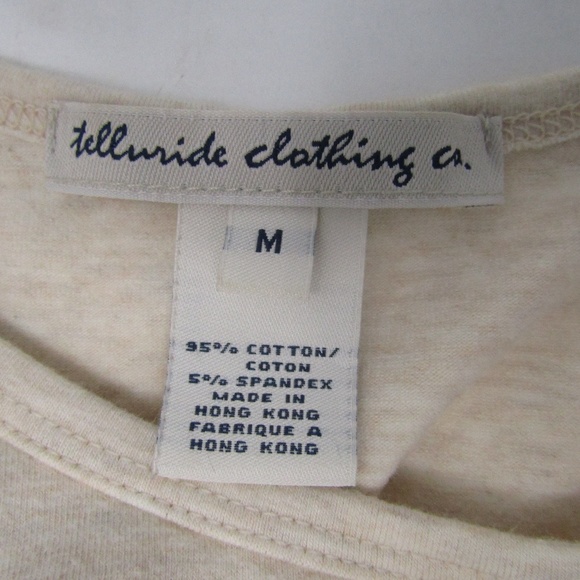 telluride clothing co.
M
95% COTTON/
COTON
5% SPANDEX
MADE IN
HONG KONG
FABRIQUE A
HONG KONG